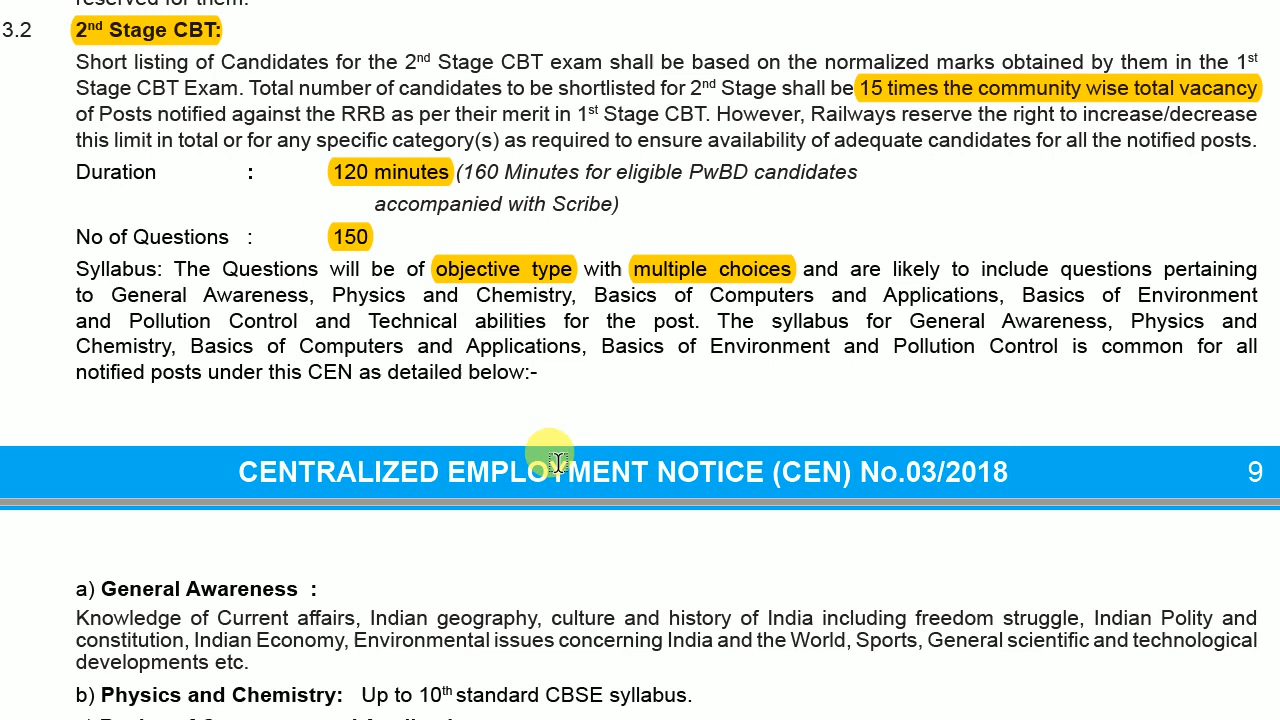 reserved for them.
3.2 2nd Stage CBT:
Short listing of Candidates for the 2nd Stage CBT exam shall be based on the normalized marks obtained by them in the 1st
Stage CBT Exam. Total number of candidates to be shortlisted for 2nd Stage shall be 15 times the community wise total vacancy
of Posts notified against the RRB as per their merit in 1st Stage CBT. However, Railways reserve the right to increase/decrease
this limit in total or for any specific category(s) as required to ensure availability of adequate candidates for all the notified posts.
Duration : 120 minutes (160 Minutes for eligible PwBD candidates
accompanied with Scribe)
No of Questions : 150
Syllabus: The Questions will be of objective type with multiple choices and are likely to include questions pertaining
to General Awareness, Physics and Chemistry, Basics of Computers and Applications, Basics of Environment
and Pollution Control and Technical abilities for the post. The syllabus for General Awareness, Physics and
Chemistry, Basics of Computers and Applications, Basics of Environment and Pollution Control is common for all
notified posts under this CEN as detailed below:-
CENTRALIZED EMPLOYMENT NOTICE (CEN) No.03/2018 9
a) General Awareness :
Knowledge of Current affairs, Indian geography, culture and history of India including freedom struggle, Indian Polity and
constitution, Indian Economy, Environmental issues concerning India and the World, Sports, General scientific and technological
developments etc.
b) Physics and Chemistry: Up to 10th standard CBSE syllabus.